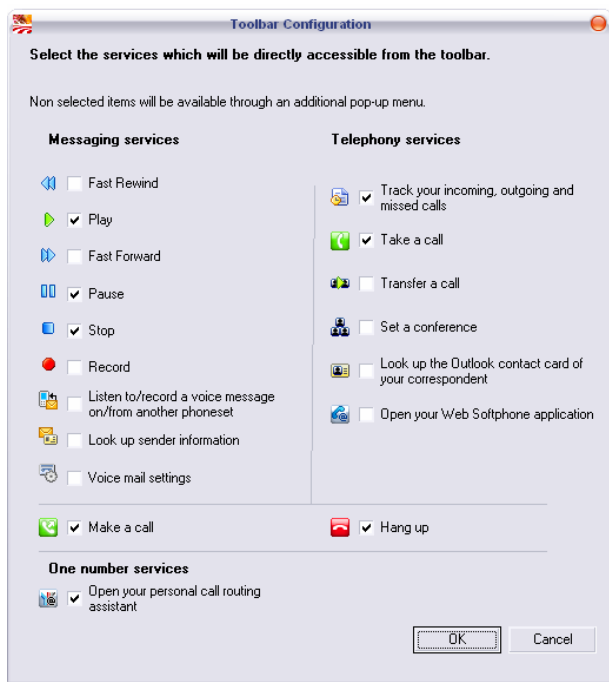 Toolbar Configuration
Select the services which will be directly accessible from the toolbar.
Non selected items will be available through an additional pop-up menu.
Messaging services
Fast Rewind
Play
Fast Forward
Pause
Stop
Record
Listen to/record a voice message
on/from another phoneset
Look up sender information
Voice mail settings
Telephony services
Track your incoming, outgoing and
missed calls
Take a call
Transfer a call
Set a conference
Look up the Outlook contact card of
your correspondent
Open your Web Softphone application
Make a call
Hang up
One number services
Open your personal call routing
assistant
OK
Cancel